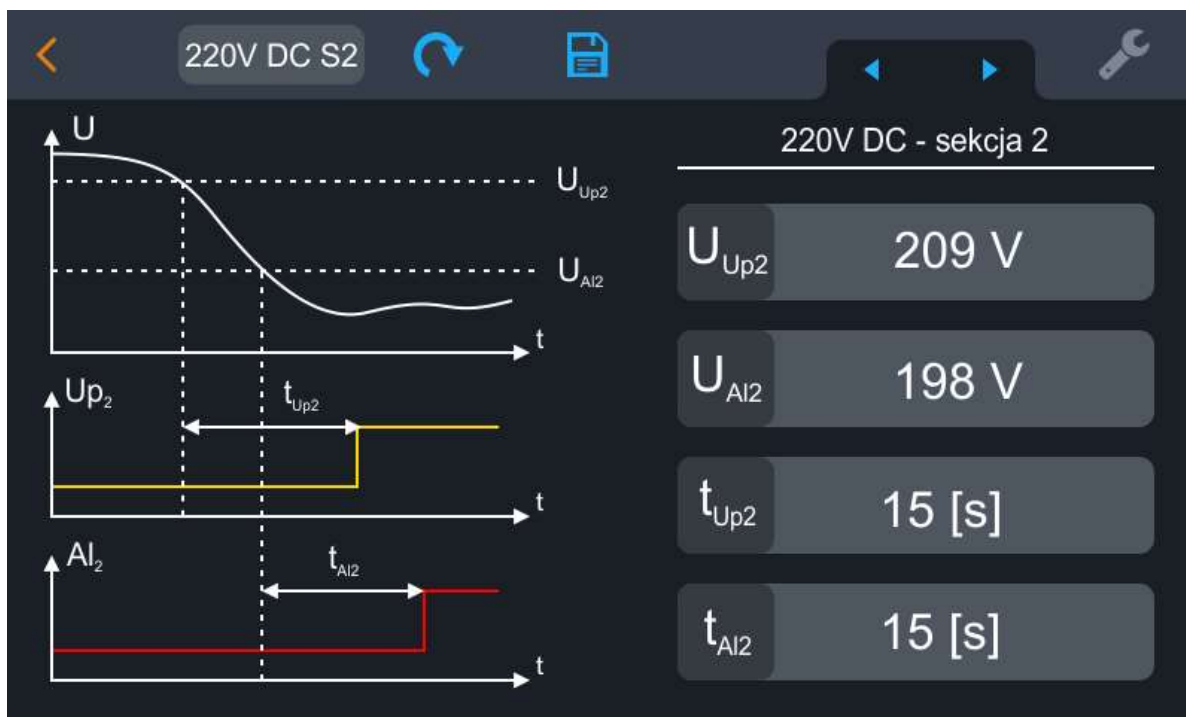 220V DC S2
U
U_Up2
U_Al2
t
Up₂
t_Up2
t
Al₂
t_Al2
t
220V DC - sekcja 2
U_Up2 209 V
U_Al2 198 V
t_Up2 15 [s]
t_Al2 15 [s]